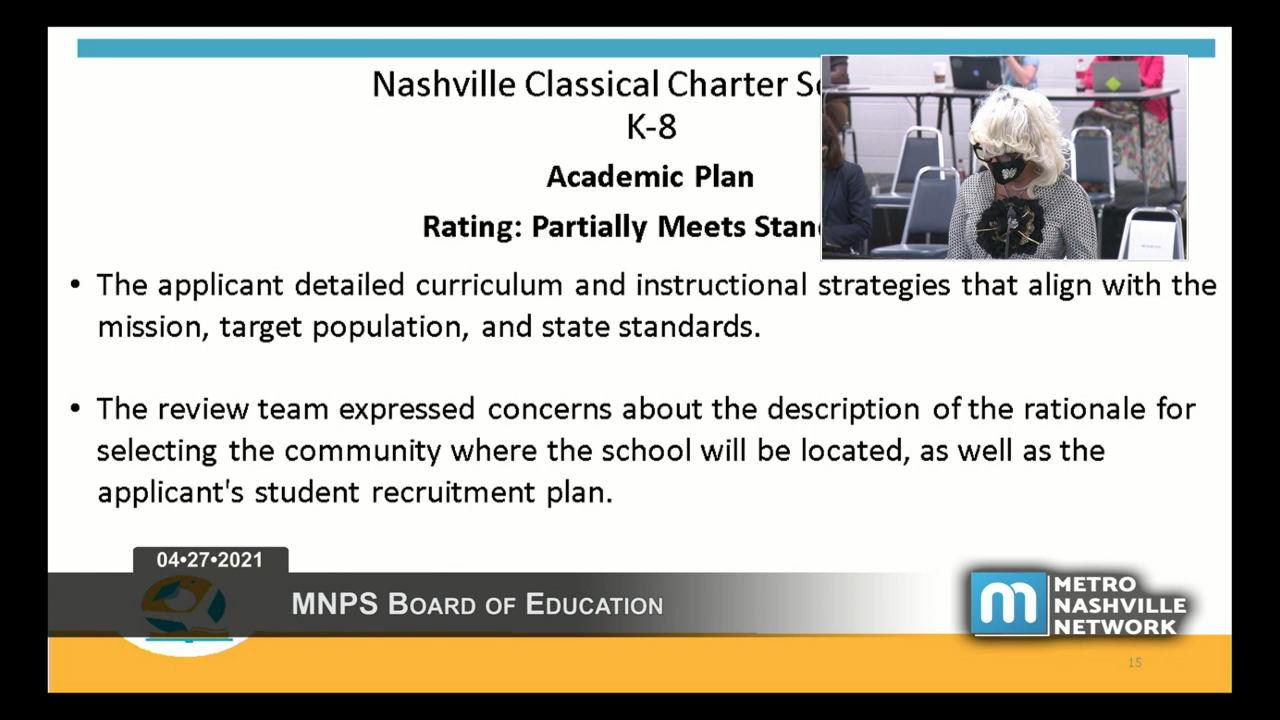 Nashville Classical Charter
K-8
Academic Plan
Rating: Partially Meets
• The applicant detailed curriculum and instructional strategies that align with the
mission, target population, and state standards.
• The review team expressed concerns about the description of the rationale for
selecting the community where the school will be located, as well as the
applicant's student recruitment plan.
04•27•2021
MNPS BOARD OF EDUCATION
m METRO
NASHVILLE
NETWORK
15